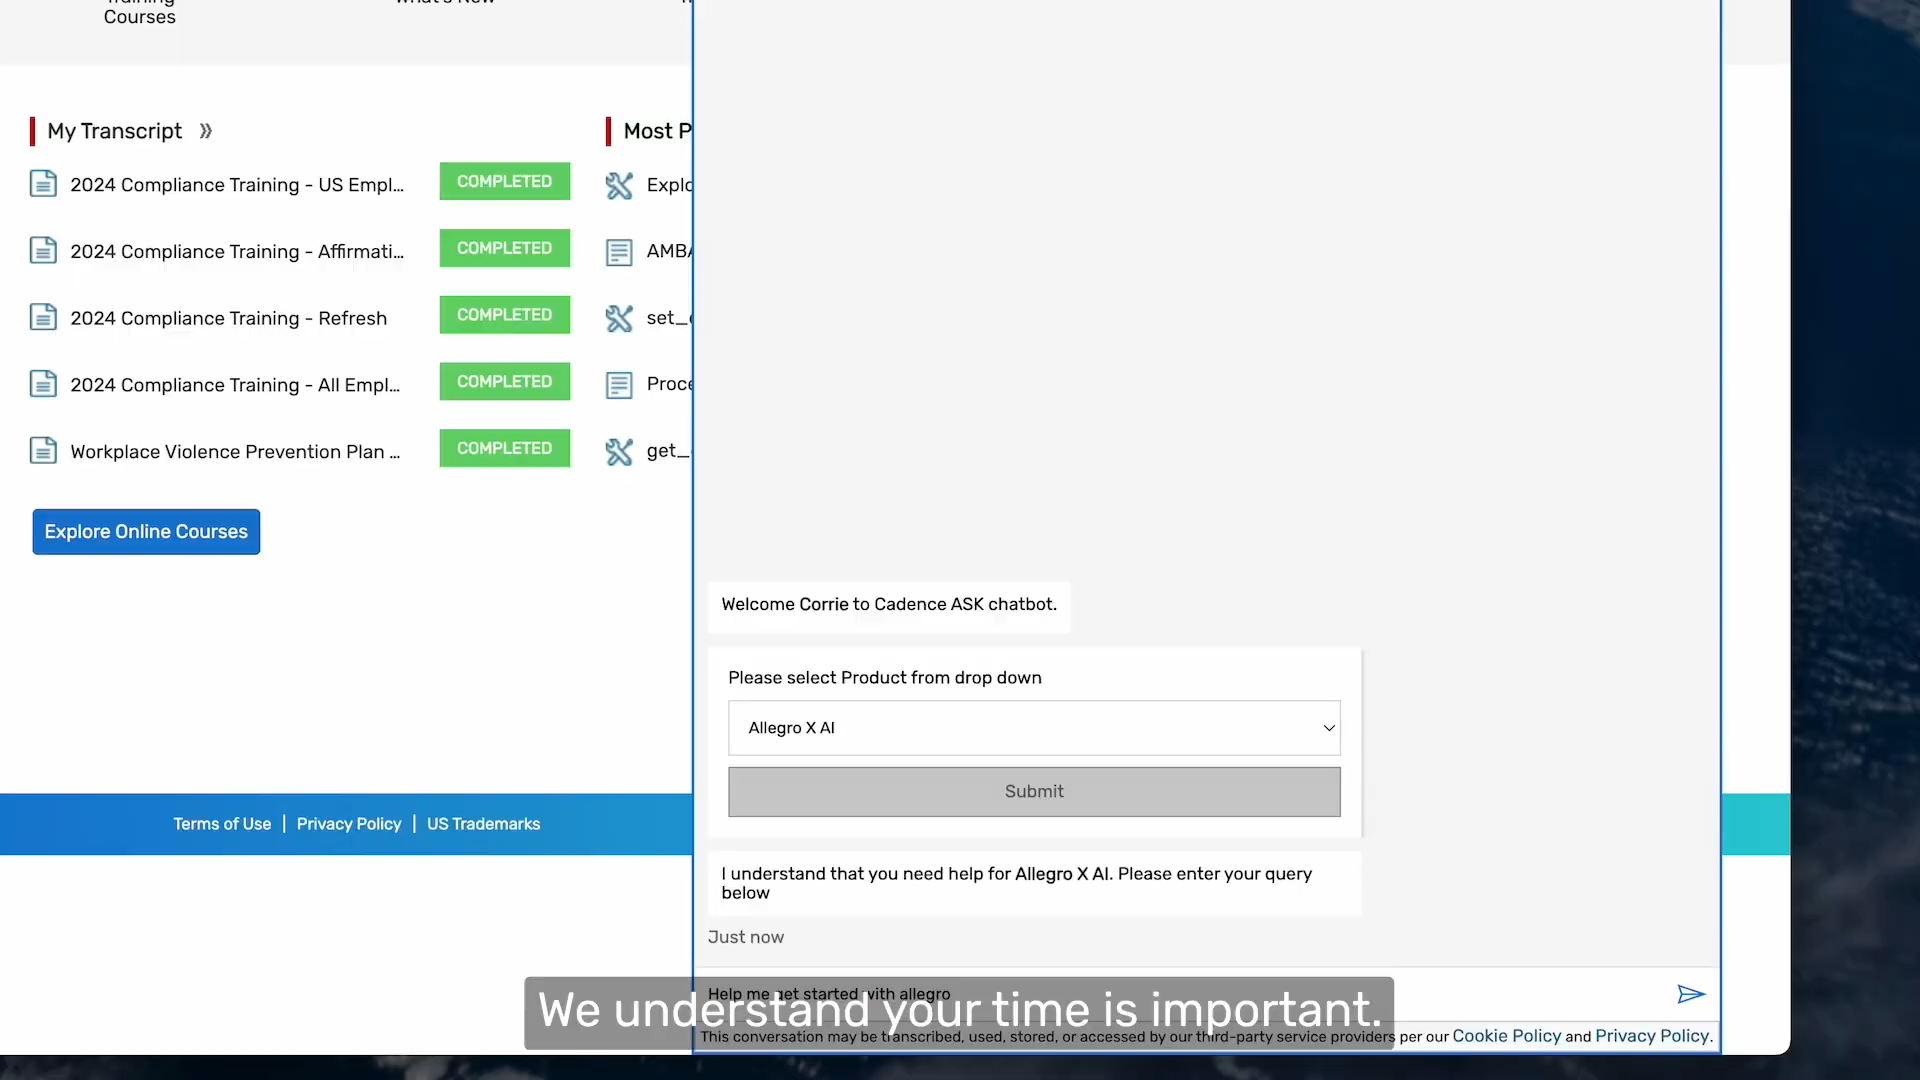 Courses
My Transcript »
Most P
2024 Compliance Training - US Empl...
COMPLETED
Explo
2024 Compliance Training - Affirmati...
COMPLETED
AMBA
2024 Compliance Training - Refresh
COMPLETED
set_
2024 Compliance Training - All Empl...
COMPLETED
Proce
Workplace Violence Prevention Plan ...
COMPLETED
get_
Explore Online Courses
Welcome Corrie to Cadence ASK chatbot.
Please select Product from drop down
Allegro X AI
Submit
Terms of Use | Privacy Policy | US Trademarks
I understand that you need help for Allegro X AI. Please enter your query
below
Just now
Help me get started with allegro
We understand your time is important.
This conversation may be transcribed, used, stored, or accessed by our third-party service providers per our Cookie Policy and Privacy Policy.